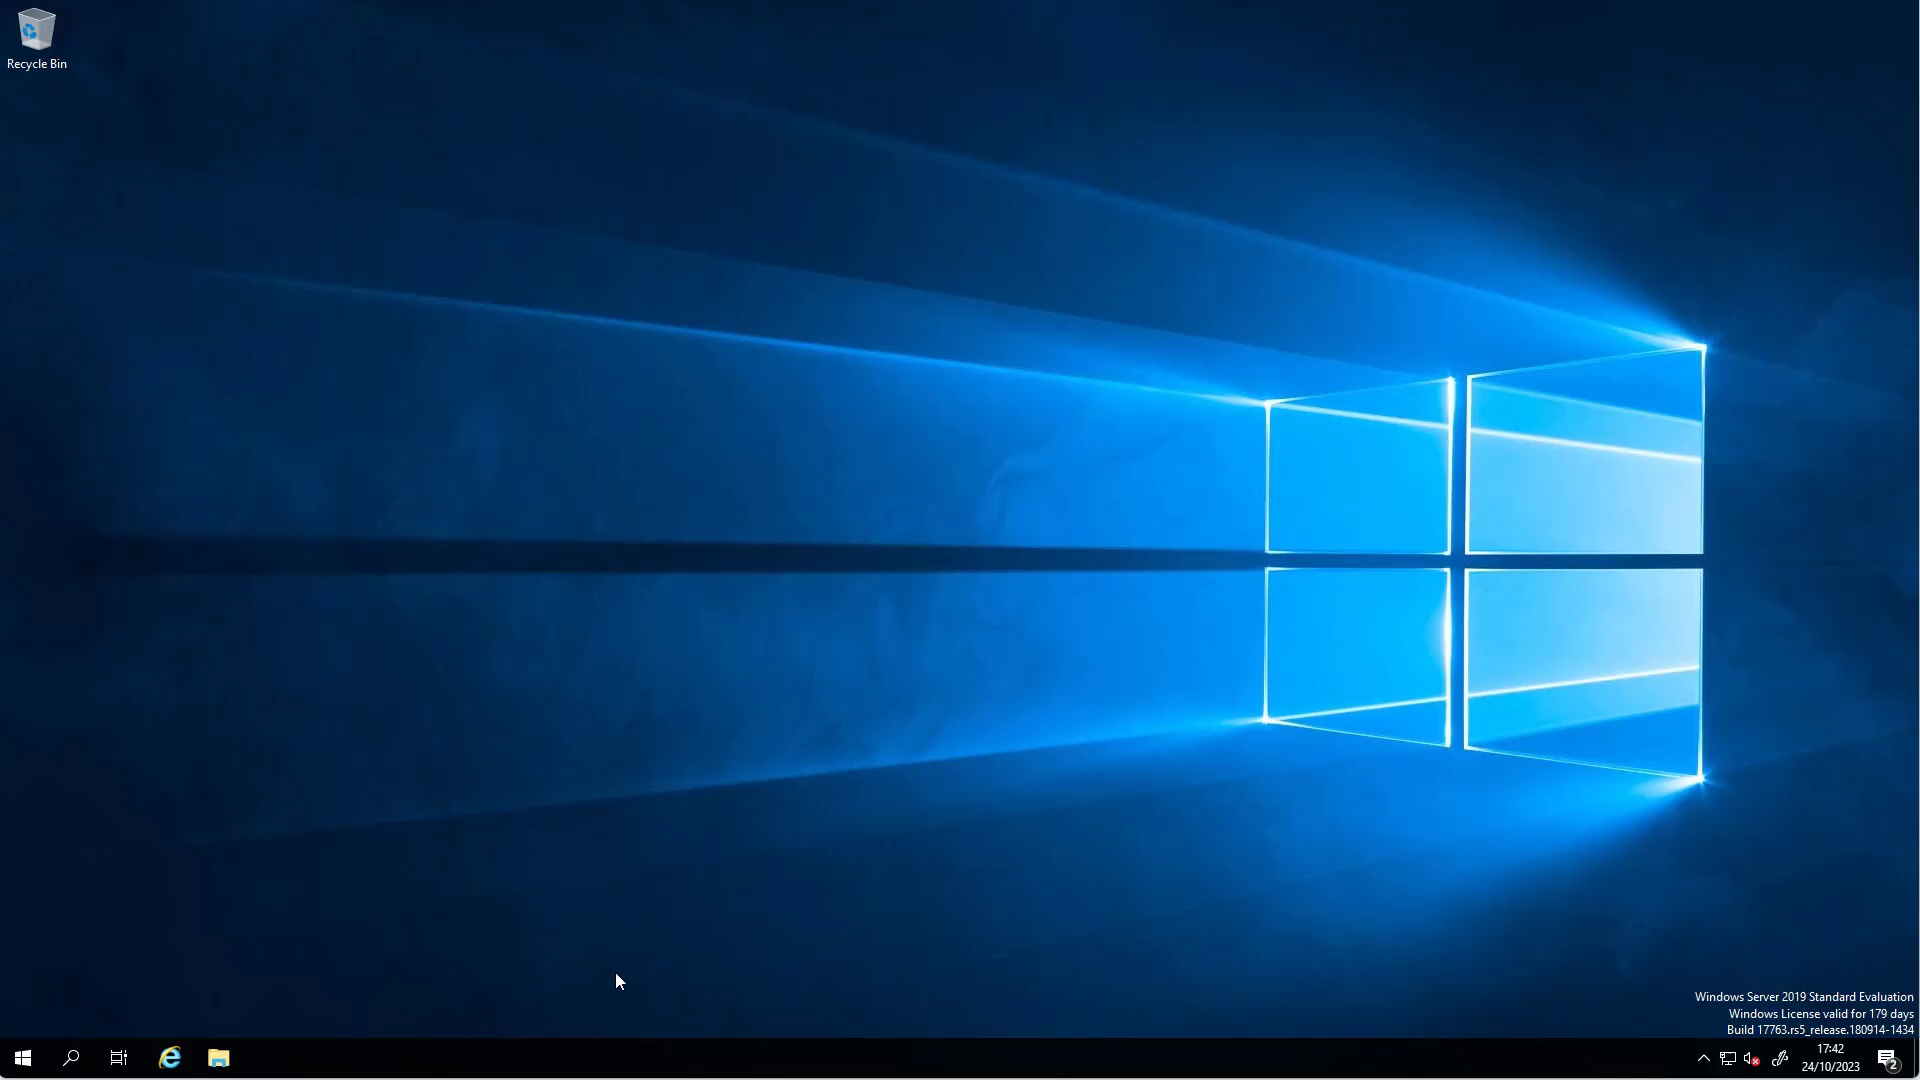 Recycle Bin
Windows Server 2019 Standard Evaluation
Windows License valid for 179 days
Build 17763.rs5_release.180914-1434
17:42
24/10/2023
2